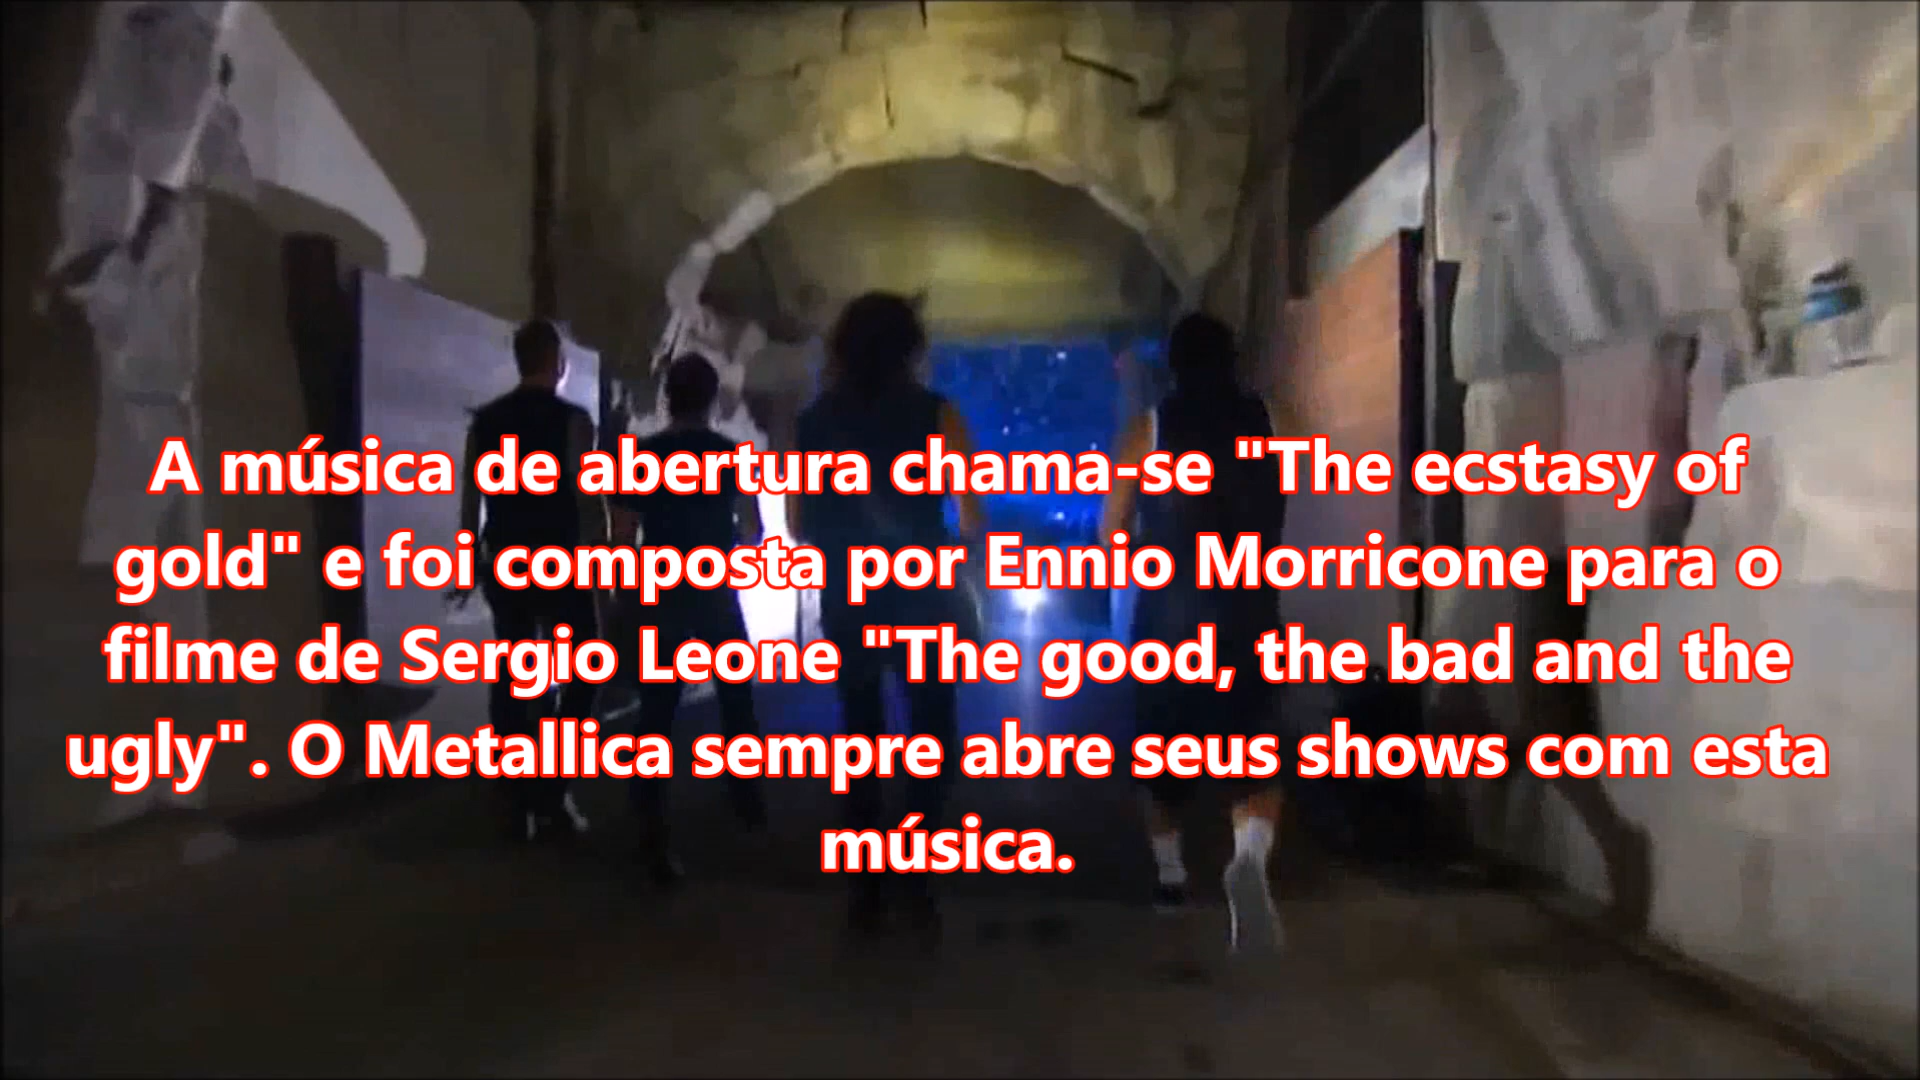 A música de abertura chama-se "The ecstasy of
gold" e foi composta por Ennio Morricone para o
filme de Sergio Leone "The good, the bad and the
ugly". O Metallica sempre abre seus shows com esta
música.